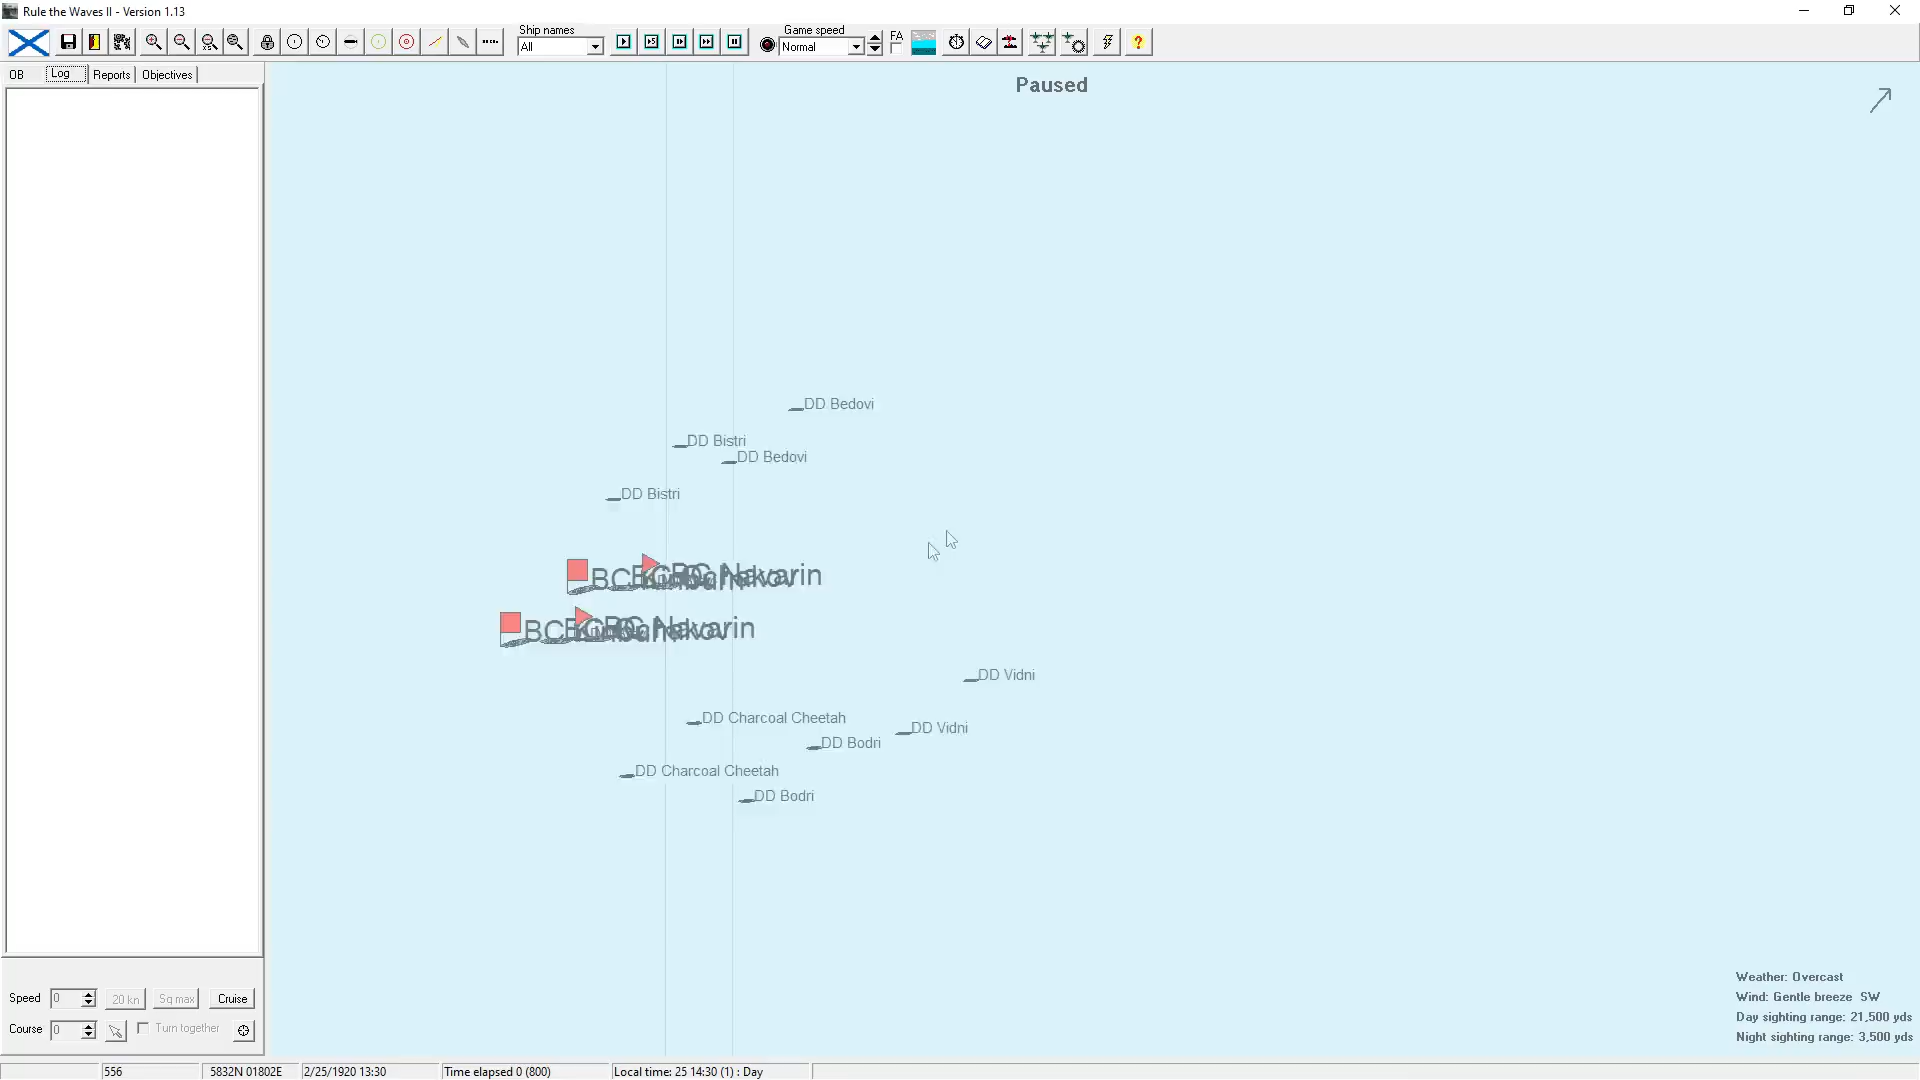 Rule the Waves II - Version 1.13
Ship names
All
Game speed
Normal
FA
OB
Log
Reports
Objectives
Paused
DD Bedovi
DD Bistri
DD Bedovi
DD Bistri
BC Navarin
BC Navarin
DD Vidni
DD Charcoal Cheetah
DD Vidni
DD Bodri
DD Charcoal Cheetah
DD Bodri
Weather: Overcast
Wind: Gentle breeze SW
Day sighting range: 21,500 yds
Night sighting range: 3,500 yds
Speed 0 20 kn Sq max Cruise
Course 0 Turn together
556 5832N 01802E 2/25/1920 13:30 Time elapsed 0 (800) Local time: 25 14:30 (1) : Day